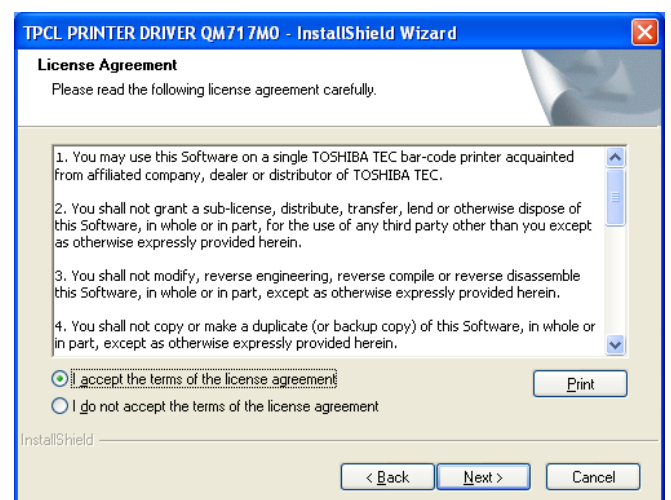 TPCL PRINTER DRIVER QM717M0 - InstallShield Wizard
License Agreement
Please read the following license agreement carefully.
1. You may use this Software on a single TOSHIBA TEC bar-code printer acquainted
from affiliated company, dealer or distributor of TOSHIBA TEC.
2. You shall not grant a sub-license, distribute, transfer, lend or otherwise dispose of
this Software, in whole or in part, for the use of any third party other than you except
as otherwise expressly provided herein.
3. You shall not modify, reverse engineering, reverse compile or reverse disassemble
this Software, in whole or in part, except as otherwise expressly provided herein.
4. You shall not copy or make a duplicate (or backup copy) of this Software, in whole or
in part, except as otherwise expressly provided herein.
I accept the terms of the license agreement
Print
I do not accept the terms of the license agreement
InstallShield
< Back
Next >
Cancel